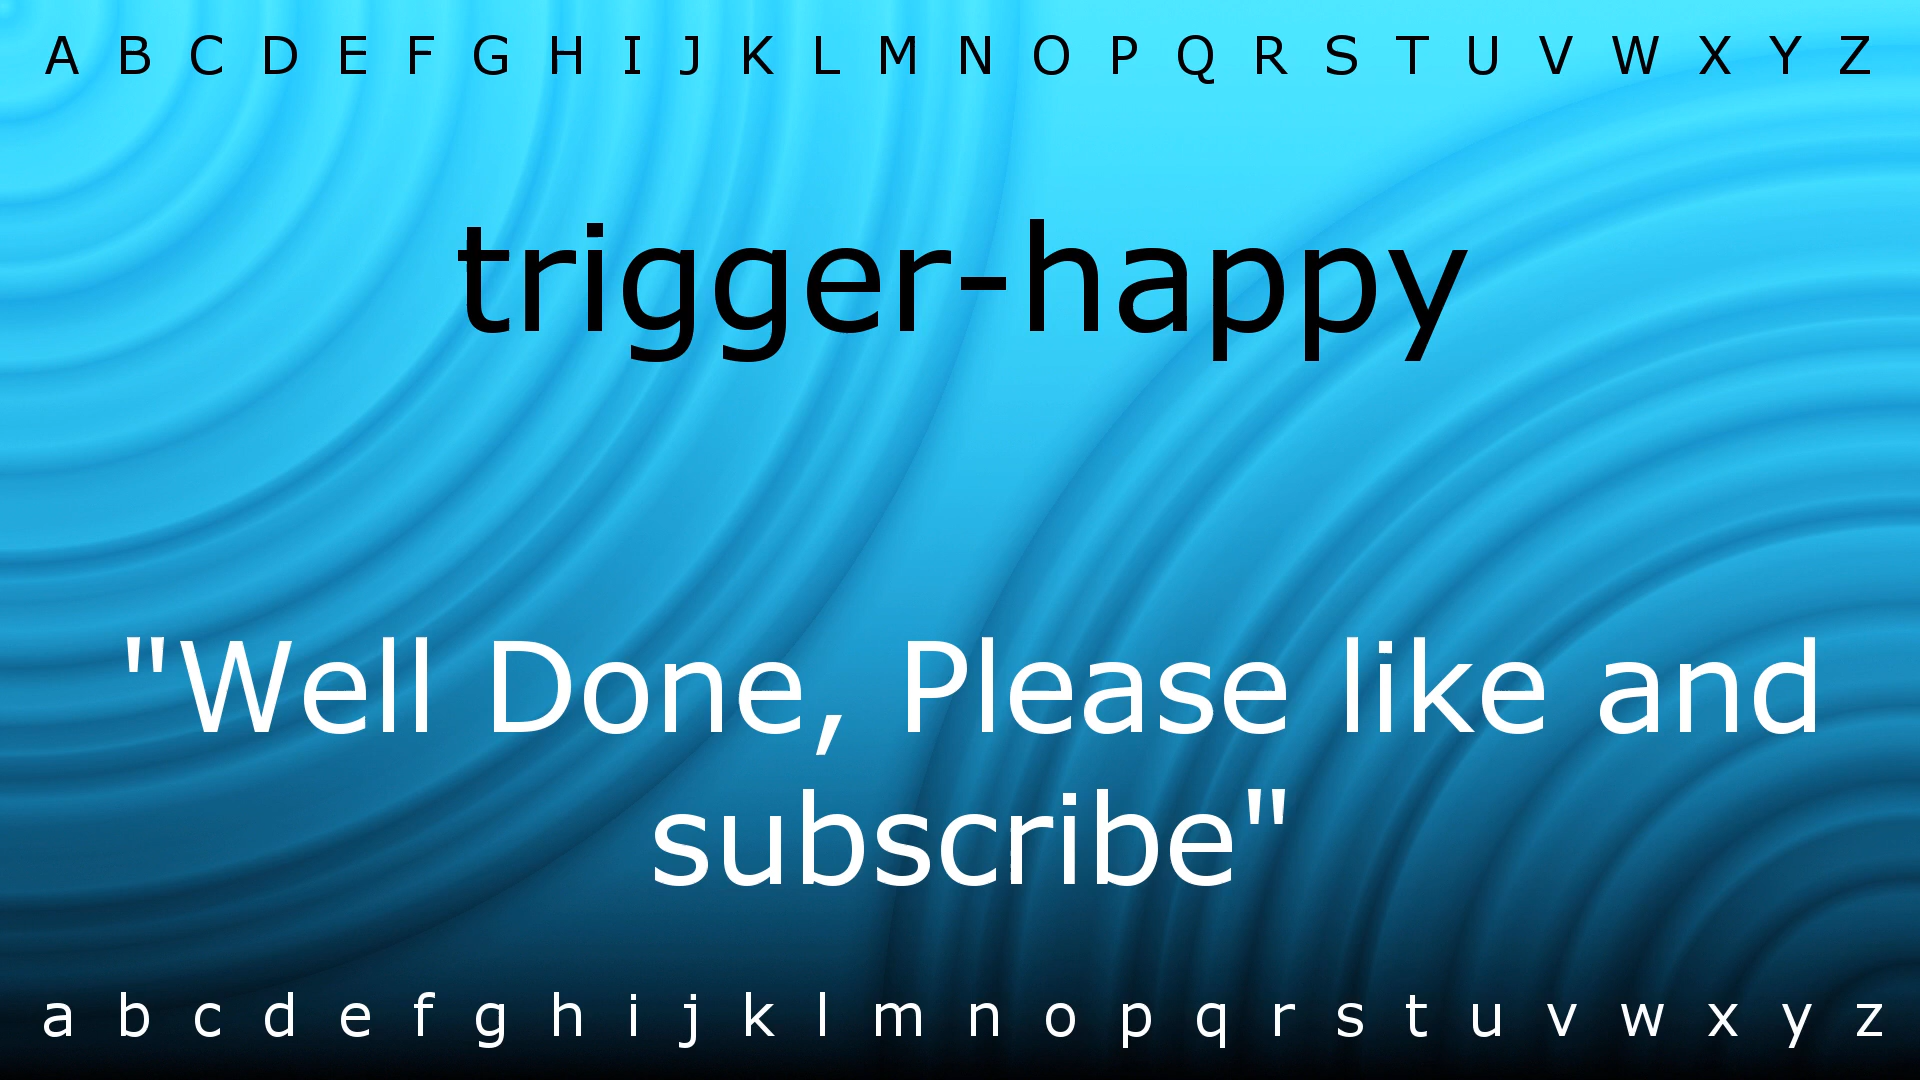 A B C D E F G H I J K L M N O P Q R S T U V W X Y Z
trigger-happy
"Well Done, Please like and
subscribe"
a b c d e f g h i j k l m n o p q r s t u v w x y z